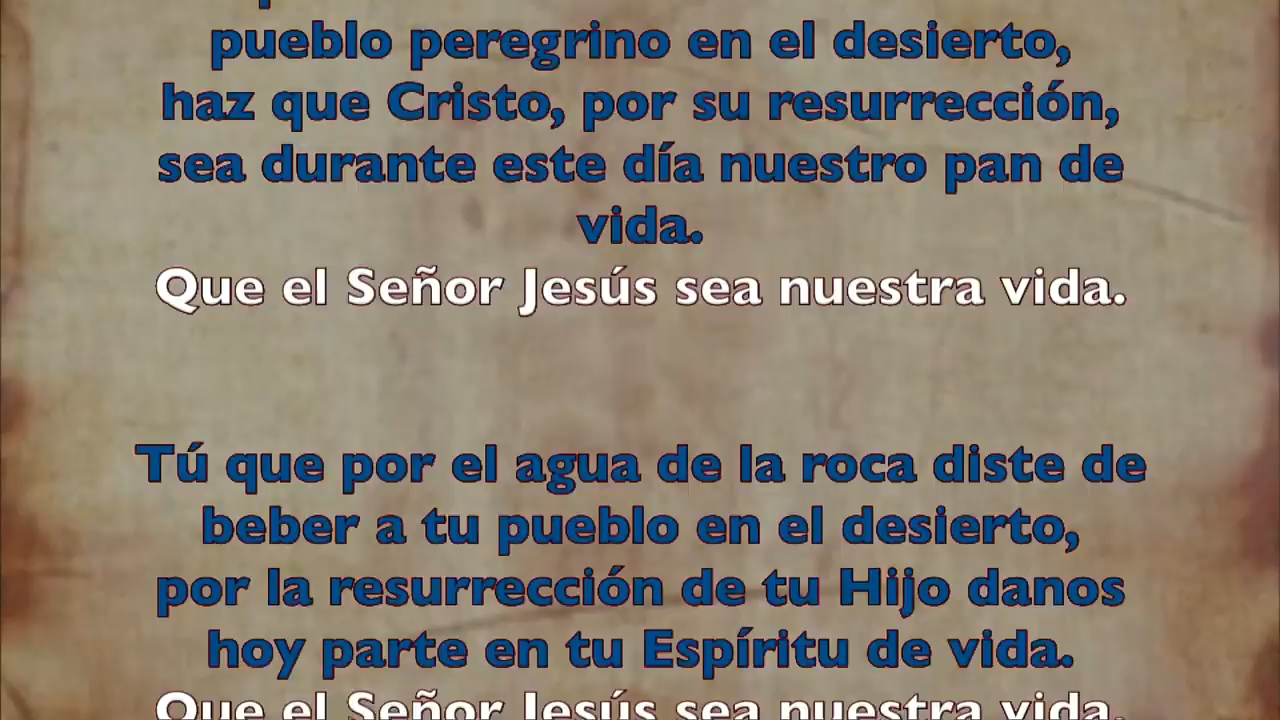 pueblo peregrino en el desierto,
haz que Cristo, por su resurrección,
sea durante este día nuestro pan de
vida.
Que el Señor Jesús sea nuestra vida.
Tú que por el agua de la roca diste de
beber a tu pueblo en el desierto,
por la resurrección de tu Hijo danos
hoy parte en tu Espíritu de vida.
Que el Señor Jesús sea nuestra vida.